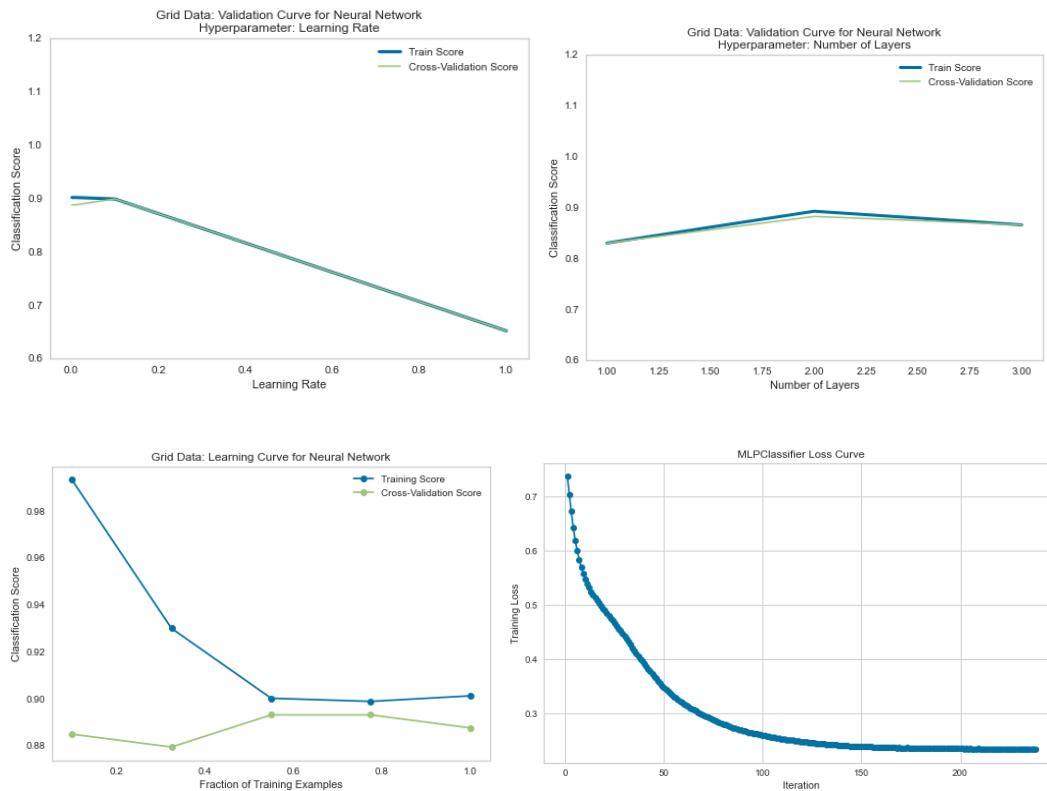 Grid Data: Validation Curve for Neural Network
Hyperparameter: Learning Rate
1.2
1.1
1.0
0.9
0.8
0.7
0.6
Classification Score
Train Score
Cross-Validation Score
0.0 0.2 0.4 0.6 0.8 1.0
Learning Rate
Grid Data: Validation Curve for Neural Network
Hyperparameter: Number of Layers
1.2
1.1
1.0
0.9
0.8
0.7
0.6
Classification Score
Train Score
Cross-Validation Score
1.00 1.25 1.50 1.75 2.00 2.25 2.50 2.75 3.00
Number of Layers
Grid Data: Learning Curve for Neural Network
0.98
0.96
0.94
0.92
0.90
0.88
Classification Score
Training Score
Cross-Validation Score
0.2 0.4 0.6 0.8 1.0
Fraction of Training Examples
MLPClassifier Loss Curve
0.7
0.6
0.5
0.4
0.3
Training Loss
0 50 100 150 200
Iteration